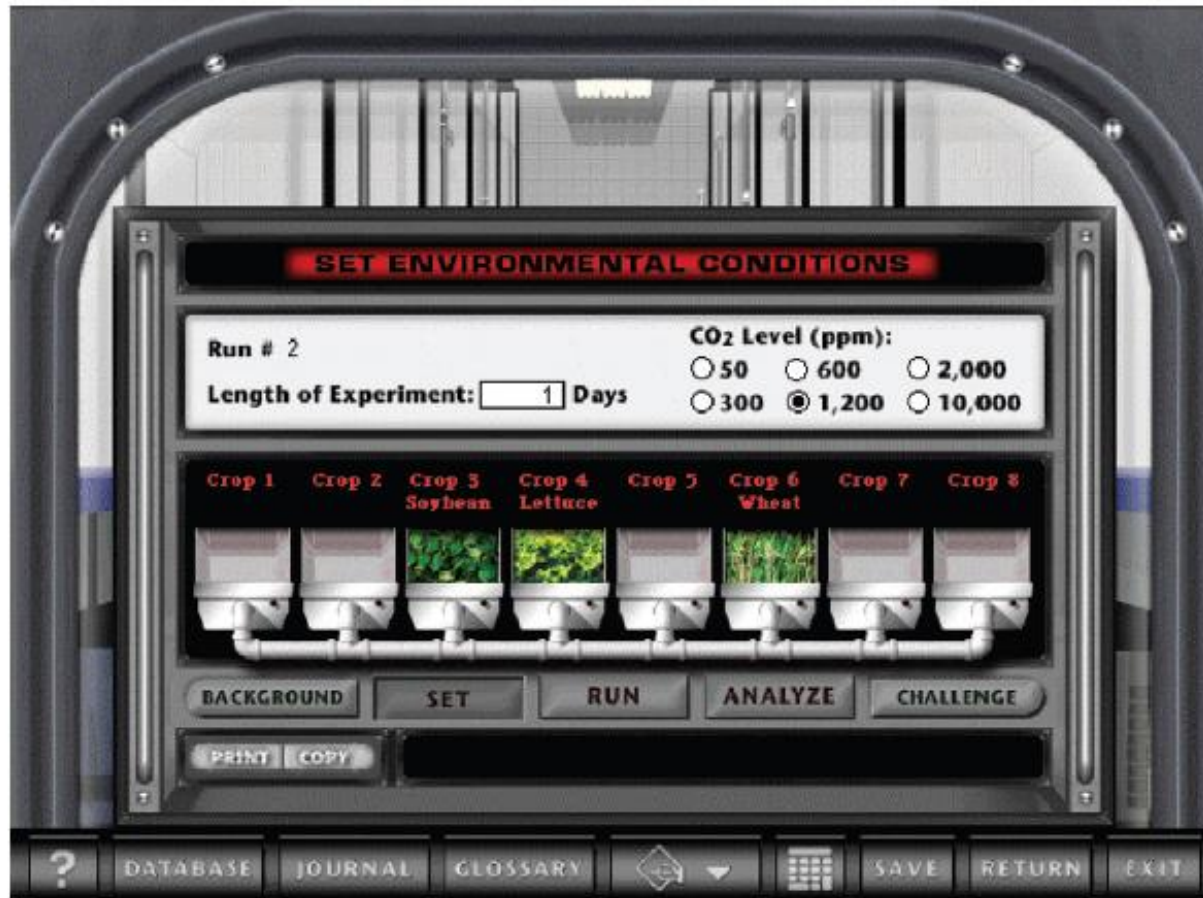 SET ENVIRONMENTAL CONDITIONS
Run # 2
Length of Experiment: 1 Days
CO2 Level (ppm):
50 600 2,000
300 1,200 10,000
Crop 1 Crop 2 Crop 3 Crop 4 Crop 5 Crop 6 Crop 7 Crop 8
Soybean Lettuce Wheat
BACKGROUND SET RUN ANALYZE CHALLENGE
PRINT COPY
? DATABASE JOURNAL GLOSSARY SAVE RETURN EXIT